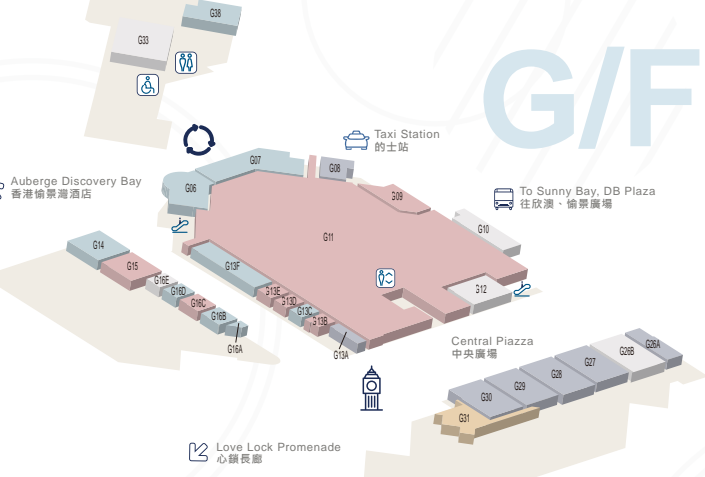 G38
G33
G/F
Taxi Station
的士站
G07
G08
Auberge Discovery Bay
香港愉景灣酒店
G06
G09
To Sunny Bay, DB Plaza
往欣澳、愉景廣場
G10
G11
G14
G15
G13F
G16E
G16D
G16C
G16B
G16A
G13E
G13D
G13C
G13B
G13A
G12
Central Piazza
中央廣場
G26A
G26B
G27
G28
G29
G30
G31
Love Lock Promenade
心鎖長廊